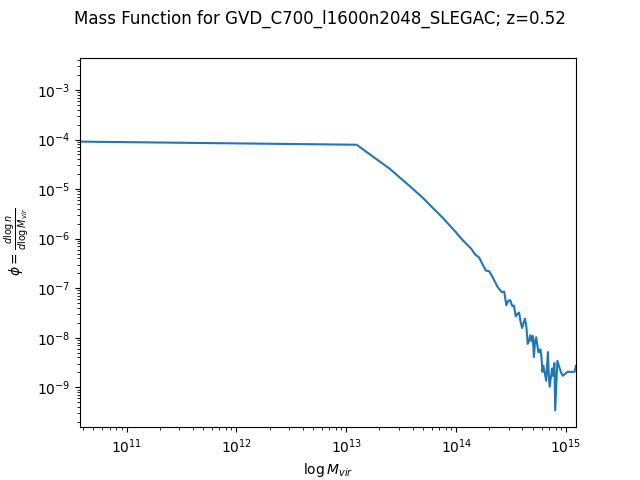 Mass Function for GVD_C700_l1600n2048_SLEGAC; z=0.52
10⁻³
10⁻⁴
10⁻⁵
10⁻⁶
10⁻⁷
10⁻⁸
10⁻⁹
ϕ = d log n / d log M_vir
10¹¹ 10¹² 10¹³ 10¹⁴ 10¹⁵
log M_vir